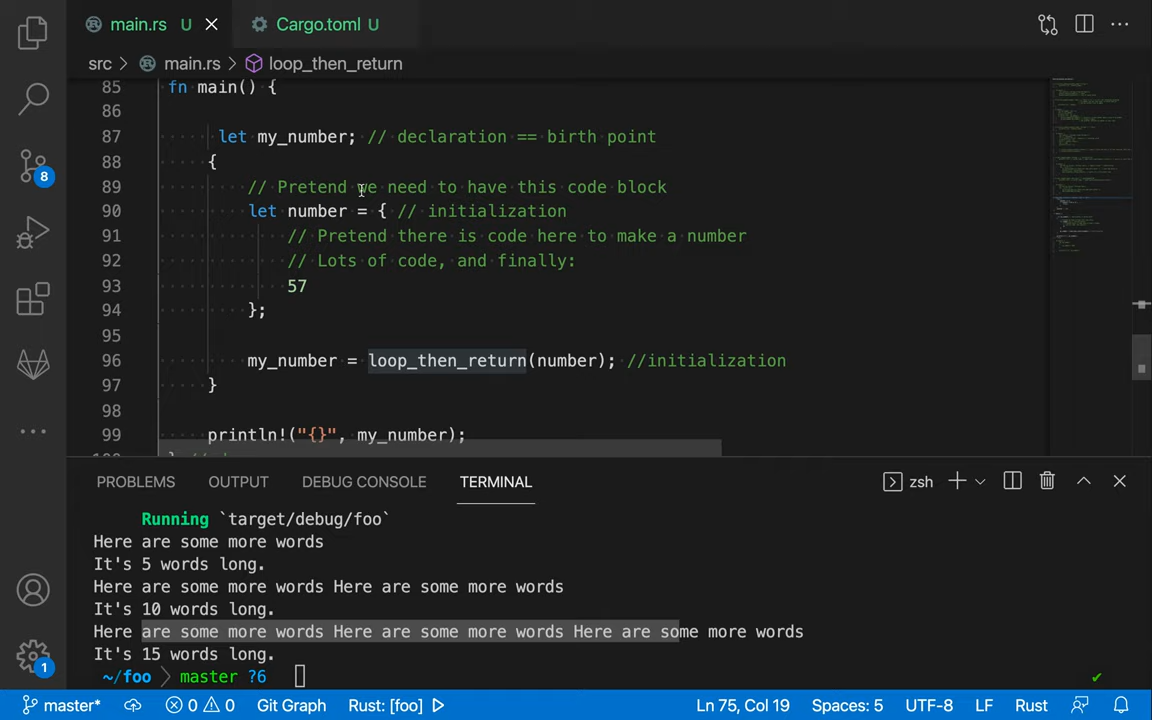 main.rs U Cargo.toml U
src > main.rs > loop_then_return
85 fn main() {
86
87 let my_number; // declaration == birth point
88 {
89 // Pretend we need to have this code block
90 let number = { // initialization
91 // Pretend there is code here to make a number
92 // Lots of code, and finally:
93 57
94 };
95
96 my_number = loop_then_return(number); //initialization
97 }
98
99 println!("{}", my_number);
8
PROBLEMS OUTPUT DEBUG CONSOLE TERMINAL zsh
Running `target/debug/foo`
Here are some more words
It's 5 words long.
Here are some more words Here are some more words
It's 10 words long.
Here are some more words Here are some more words Here are some more words
It's 15 words long.
~/foo > master ?6
1
master* 0 0 Git Graph Rust: [foo] Ln 75, Col 19 Spaces: 5 UTF-8 LF Rust